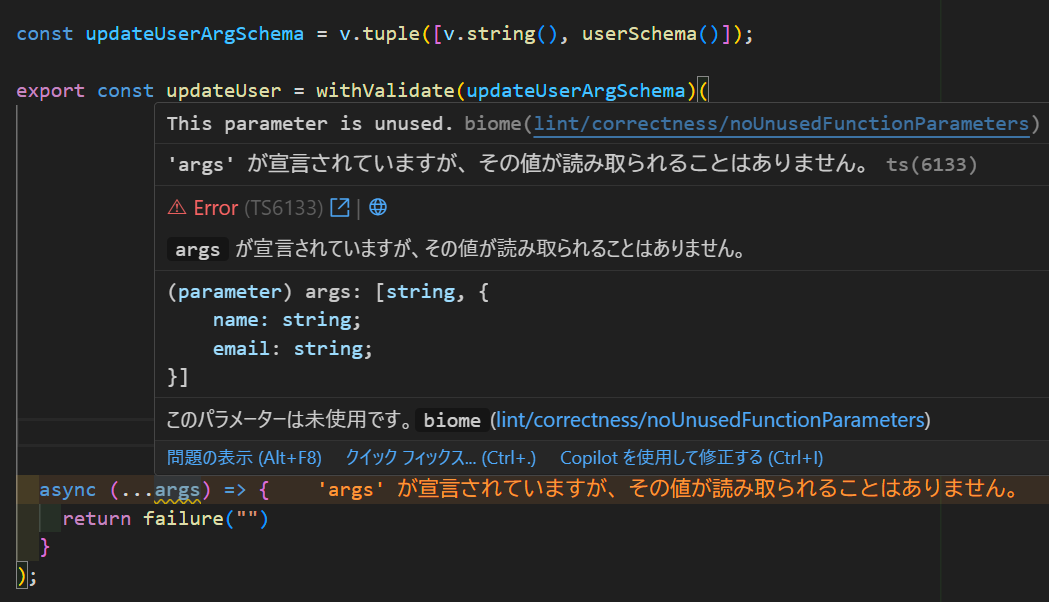 const updateUserArgSchema = v.tuple([v.string(), userSchema()]);
export const updateUser = withValidate(updateUserArgSchema)(
This parameter is unused. biome(lint/correctness/noUnusedFunctionParameters)
'args' が宣言されていますが、その値が読み取られることはありません。 ts(6133)
Error (TS6133) |
args が宣言されていますが、その値が読み取られることはありません。
(parameter) args: [string, {
name: string;
email: string;
}]
このパラメーターは未使用です。 biome (lint/correctness/noUnusedFunctionParameters)
問題の表示 (Alt+F8) クイック フィックス... (Ctrl+.) Copilot を使用して修正する (Ctrl+I)
async (...args) => { 'args' が宣言されていますが、その値が読み取られることはありません。
return failure("")
}
);